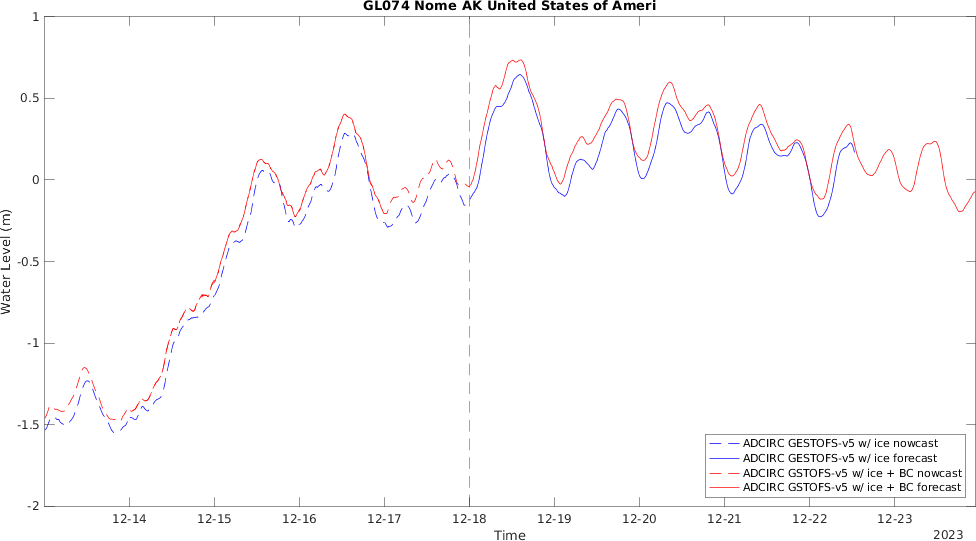 GL074 Nome AK United States of Ameri
1
0.5
0
-0.5
-1
-1.5
-2
Water Level (m)
12-14 12-15 12-16 12-17 12-18 12-19 12-20 12-21 12-22 12-23
Time
2023
ADCIRC GESTOFS-v5 w/ ice nowcast
ADCIRC GESTOFS-v5 w/ ice forecast
ADCIRC GSTOFS-v5 w/ ice + BC nowcast
ADCIRC GSTOFS-v5 w/ ice + BC forecast